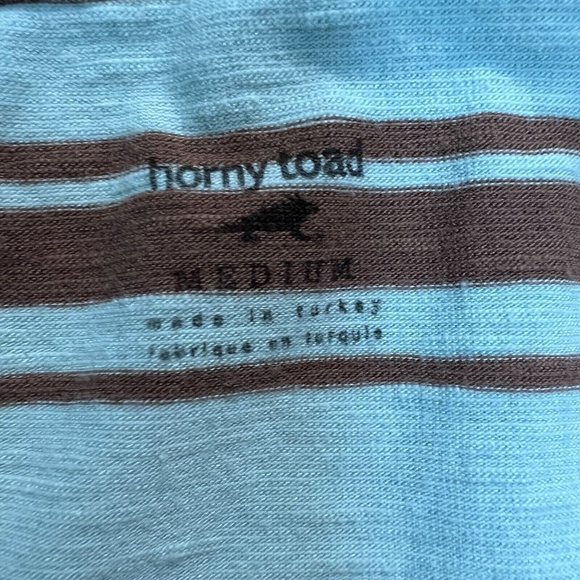 horny toad
MEDIUM
made in turkey
fabriqué en turquie